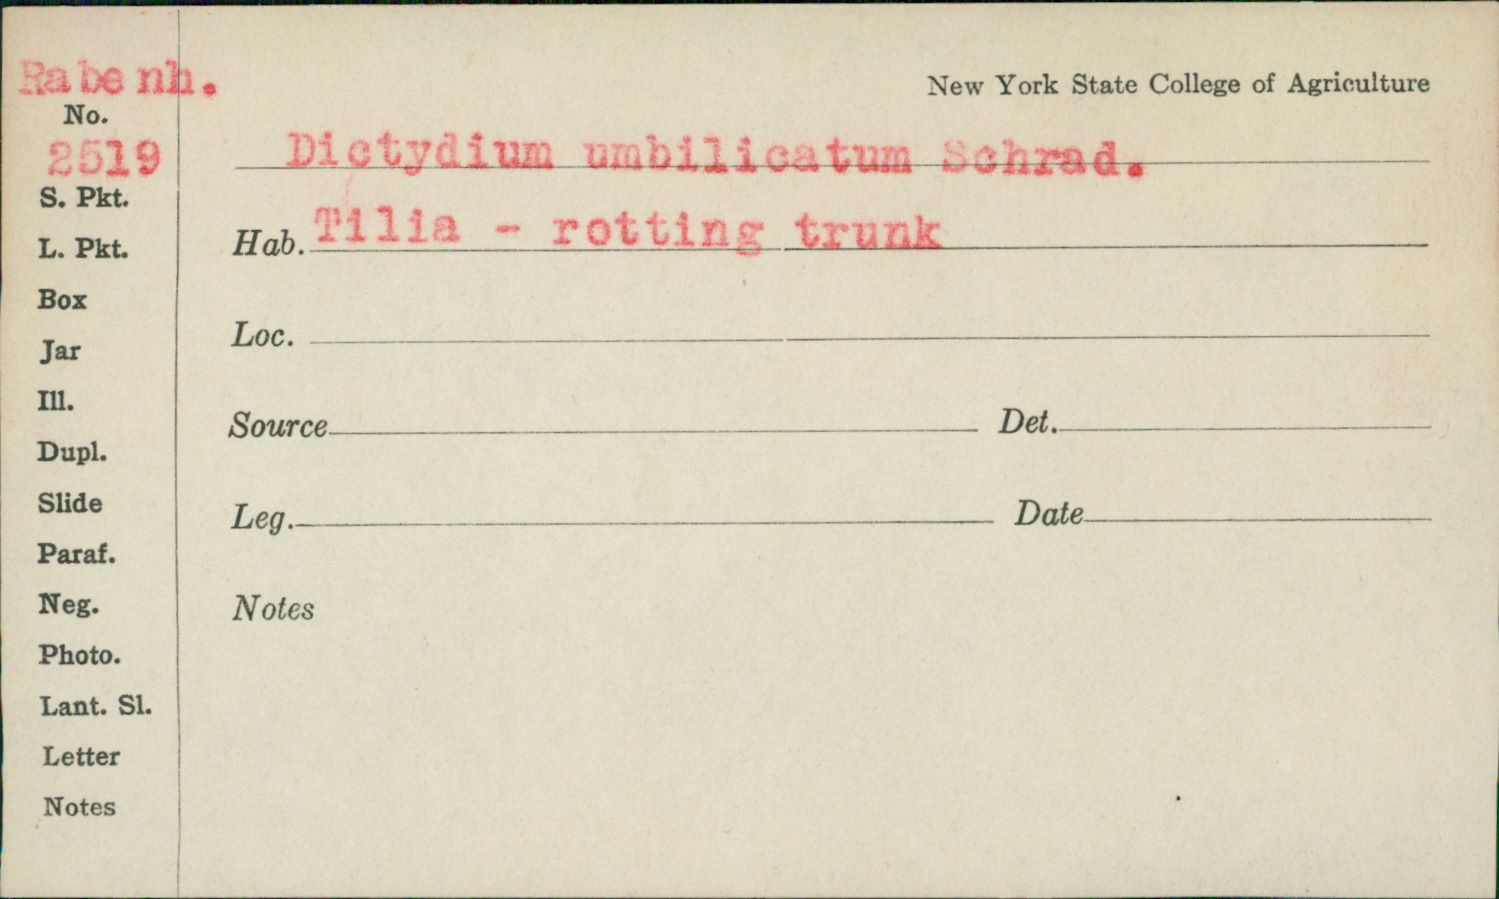 Rabenh.
New York State College of Agriculture
No.
2519
Dictydium umbilicatum Schrad.
S. Pkt.
Hab. Tilia - rotting trunk
L. Pkt.
Box
Loc.
Jar
Ill.
Source Det.
Dupl.
Slide
Leg. Date
Paraf.
Neg.
Notes
Photo.
Lant. Sl.
Letter
Notes